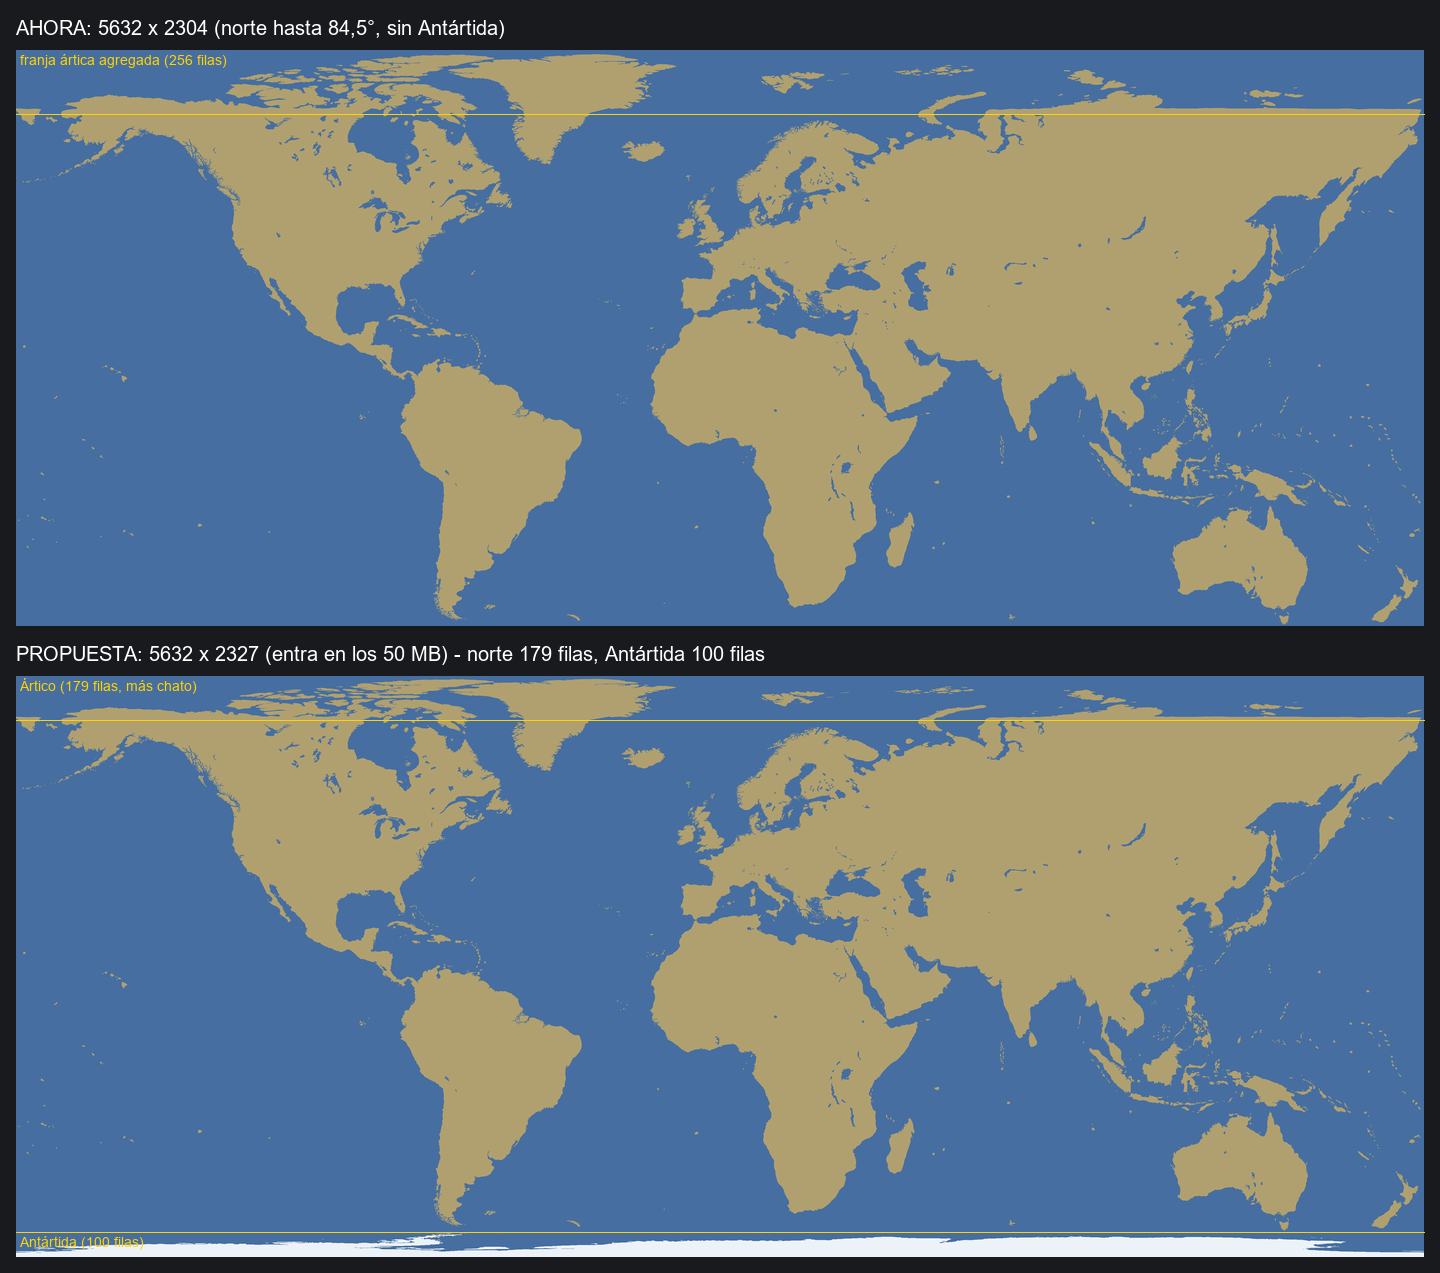 AHORA: 5632 x 2304 (norte hasta 84,5°, sin Antártida)
franja ártica agregada (256 filas)
PROPUESTA: 5632 x 2327 (entra en los 50 MB) - norte 179 filas, Antártida 100 filas
Ártico (179 filas, más chato)
Antártida (100 filas)